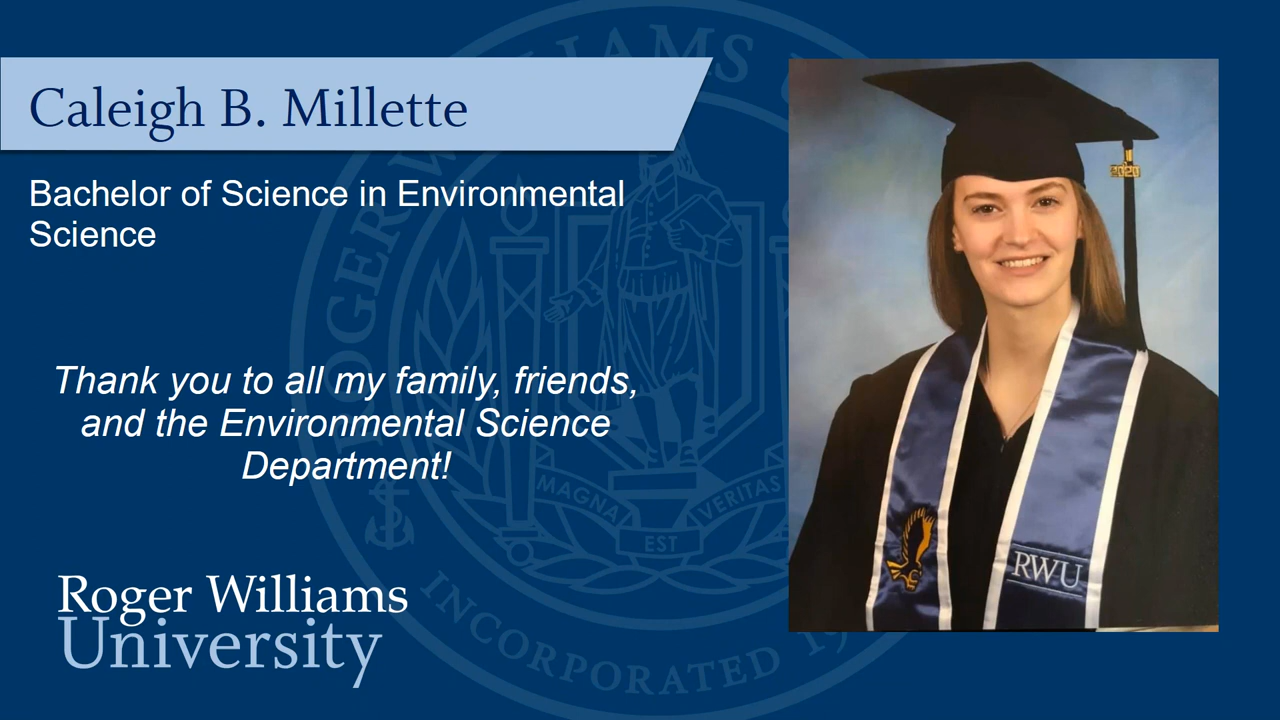 Caleigh B. Millette
Bachelor of Science in Environmental
Science
Thank you to all my family, friends,
and the Environmental Science
Department!
Roger Williams
University
MAGNA
EST
VERITAS
INCORPORATED
2020
RWU